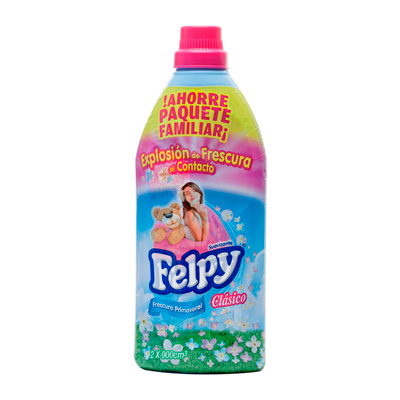 !AHORRE
PAQUETE
FAMILIAR¡
Explosión de Frescura
al Contacto
Suavizante
Felpy
Clásico
Frescura Primaveral
2 X 900cm³